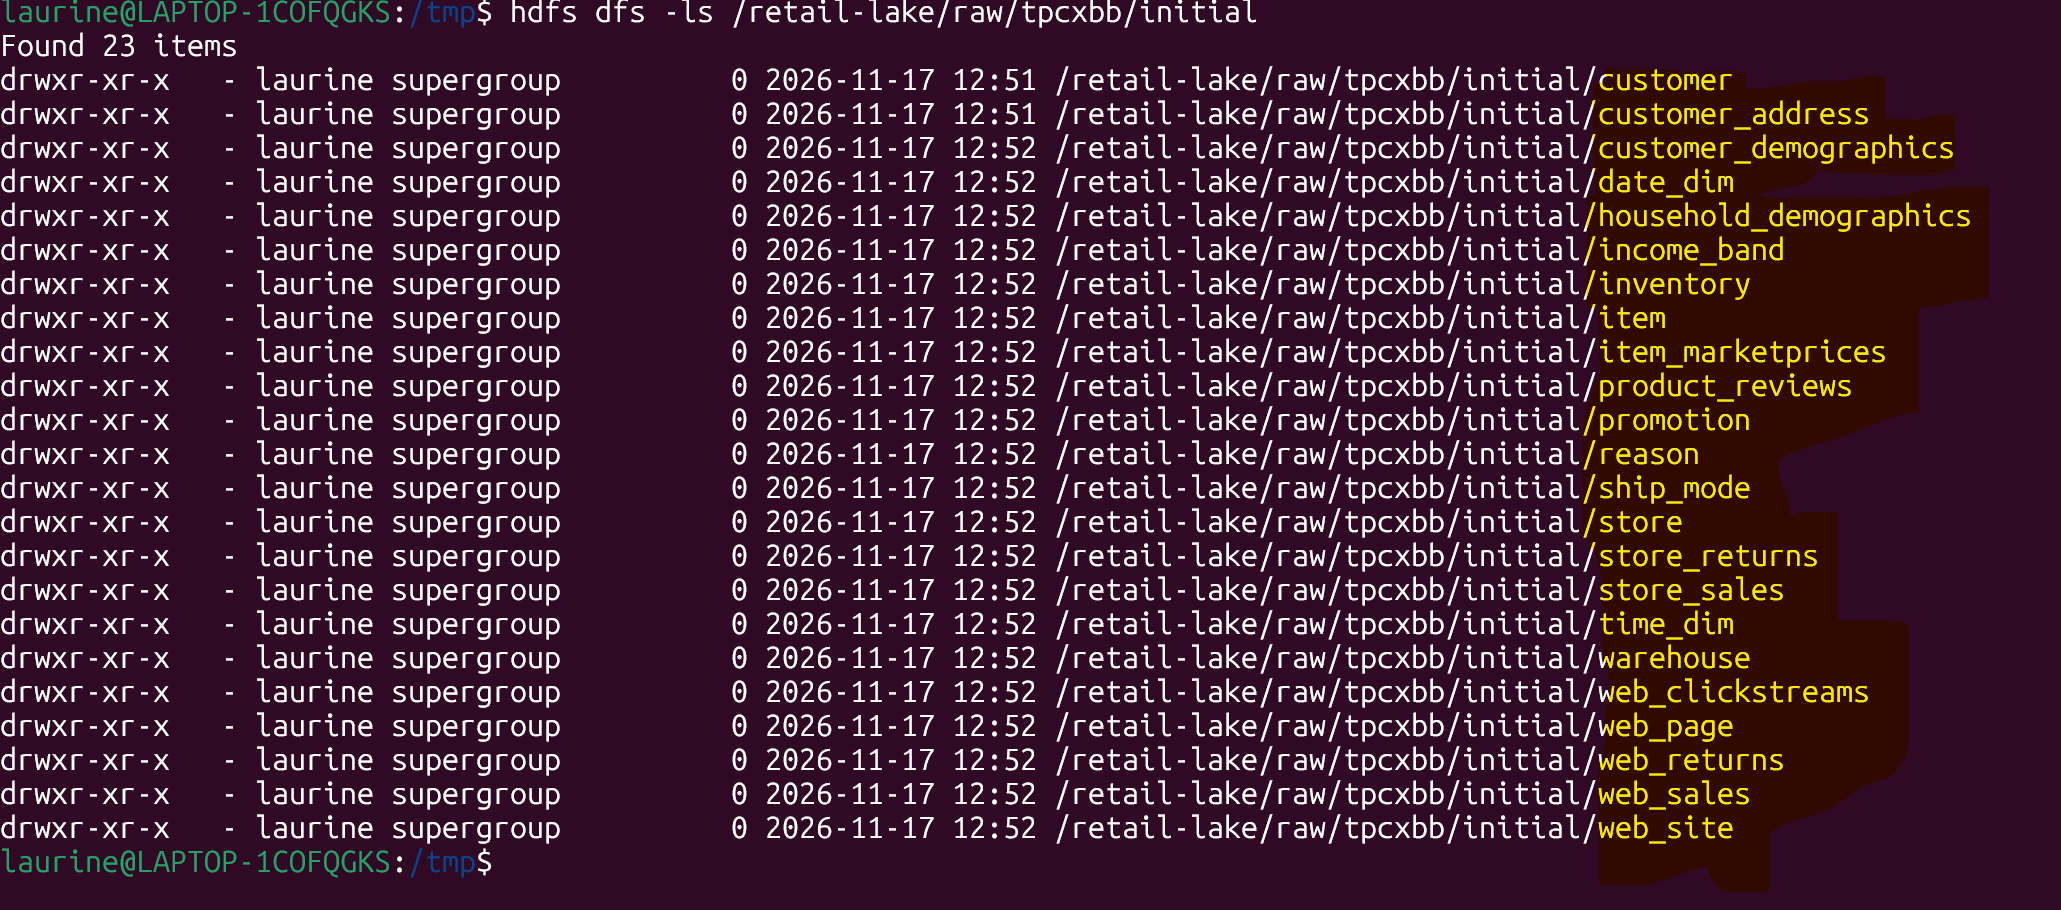 laurine@LAPTOP-1COFQGKS:/tmp$ hdfs dfs -ls /retail-lake/raw/tpcxbb/initial
Found 23 items
drwxr-xr-x   - laurine supergroup          0 2026-11-17 12:51 /retail-lake/raw/tpcxbb/initial/customer
drwxr-xr-x   - laurine supergroup          0 2026-11-17 12:51 /retail-lake/raw/tpcxbb/initial/customer_address
drwxr-xr-x   - laurine supergroup          0 2026-11-17 12:52 /retail-lake/raw/tpcxbb/initial/customer_demographics
drwxr-xr-x   - laurine supergroup          0 2026-11-17 12:52 /retail-lake/raw/tpcxbb/initial/date_dim
drwxr-xr-x   - laurine supergroup          0 2026-11-17 12:52 /retail-lake/raw/tpcxbb/initial/household_demographics
drwxr-xr-x   - laurine supergroup          0 2026-11-17 12:52 /retail-lake/raw/tpcxbb/initial/income_band
drwxr-xr-x   - laurine supergroup          0 2026-11-17 12:52 /retail-lake/raw/tpcxbb/initial/inventory
drwxr-xr-x   - laurine supergroup          0 2026-11-17 12:52 /retail-lake/raw/tpcxbb/initial/item
drwxr-xr-x   - laurine supergroup          0 2026-11-17 12:52 /retail-lake/raw/tpcxbb/initial/item_marketprices
drwxr-xr-x   - laurine supergroup          0 2026-11-17 12:52 /retail-lake/raw/tpcxbb/initial/product_reviews
drwxr-xr-x   - laurine supergroup          0 2026-11-17 12:52 /retail-lake/raw/tpcxbb/initial/promotion
drwxr-xr-x   - laurine supergroup          0 2026-11-17 12:52 /retail-lake/raw/tpcxbb/initial/reason
drwxr-xr-x   - laurine supergroup          0 2026-11-17 12:52 /retail-lake/raw/tpcxbb/initial/ship_mode
drwxr-xr-x   - laurine supergroup          0 2026-11-17 12:52 /retail-lake/raw/tpcxbb/initial/store
drwxr-xr-x   - laurine supergroup          0 2026-11-17 12:52 /retail-lake/raw/tpcxbb/initial/store_returns
drwxr-xr-x   - laurine supergroup          0 2026-11-17 12:52 /retail-lake/raw/tpcxbb/initial/store_sales
drwxr-xr-x   - laurine supergroup          0 2026-11-17 12:52 /retail-lake/raw/tpcxbb/initial/time_dim
drwxr-xr-x   - laurine supergroup          0 2026-11-17 12:52 /retail-lake/raw/tpcxbb/initial/warehouse
drwxr-xr-x   - laurine supergroup          0 2026-11-17 12:52 /retail-lake/raw/tpcxbb/initial/web_clickstreams
drwxr-xr-x   - laurine supergroup          0 2026-11-17 12:52 /retail-lake/raw/tpcxbb/initial/web_page
drwxr-xr-x   - laurine supergroup          0 2026-11-17 12:52 /retail-lake/raw/tpcxbb/initial/web_returns
drwxr-xr-x   - laurine supergroup          0 2026-11-17 12:52 /retail-lake/raw/tpcxbb/initial/web_sales
drwxr-xr-x   - laurine supergroup          0 2026-11-17 12:52 /retail-lake/raw/tpcxbb/initial/web_site
laurine@LAPTOP-1COFQGKS:/tmp$